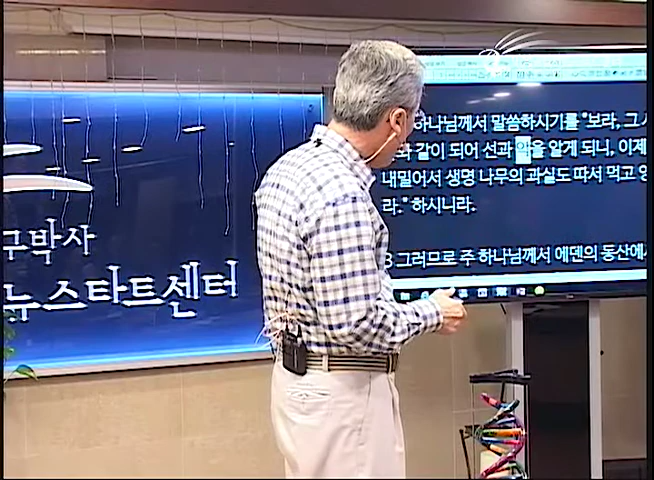 구박사
뉴스타트센터
하나님께서 말씀하시기를 "보라, 그
같이 되어 선과 악을 알게 되니, 이제
내밀어서 생명 나무의 과실도 따서 먹고
라." 하시니라.
3 그러므로 주 하나님께서 에덴의 동산에